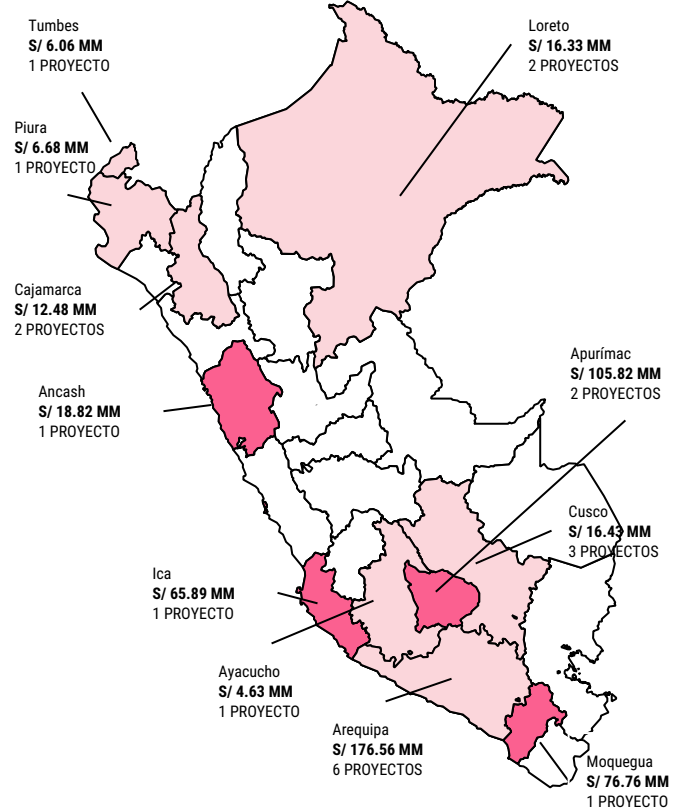 Tumbes
S/ 6.06 MM
1 PROYECTO
Loreto
S/ 16.33 MM
2 PROYECTOS
Piura
S/ 6.68 MM
1 PROYECTO
Cajamarca
S/ 12.48 MM
2 PROYECTOS
Apurímac
S/ 105.82 MM
2 PROYECTOS
Ancash
S/ 18.82 MM
1 PROYECTO
Cusco
S/ 16.43 MM
3 PROYECTOS
Ica
S/ 65.89 MM
1 PROYECTO
Ayacucho
S/ 4.63 MM
1 PROYECTO
Arequipa
S/ 176.56 MM
6 PROYECTOS
Moquegua
S/ 76.76 MM
1 PROYECTO